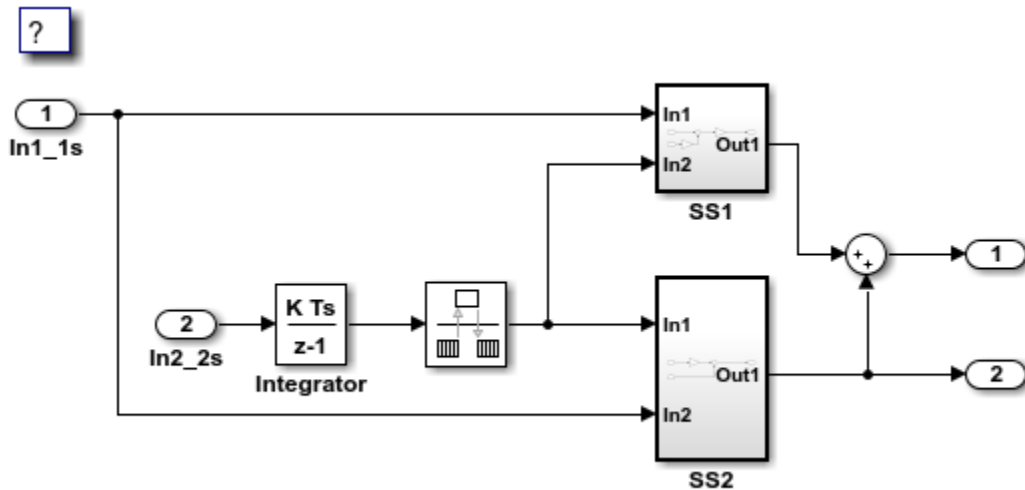 ?
1
In1_1s
In1
In2
Out1
SS1
1
2
In2_2s
K Ts
z-1
Integrator
In1
In2
Out1
SS2
+
+
2